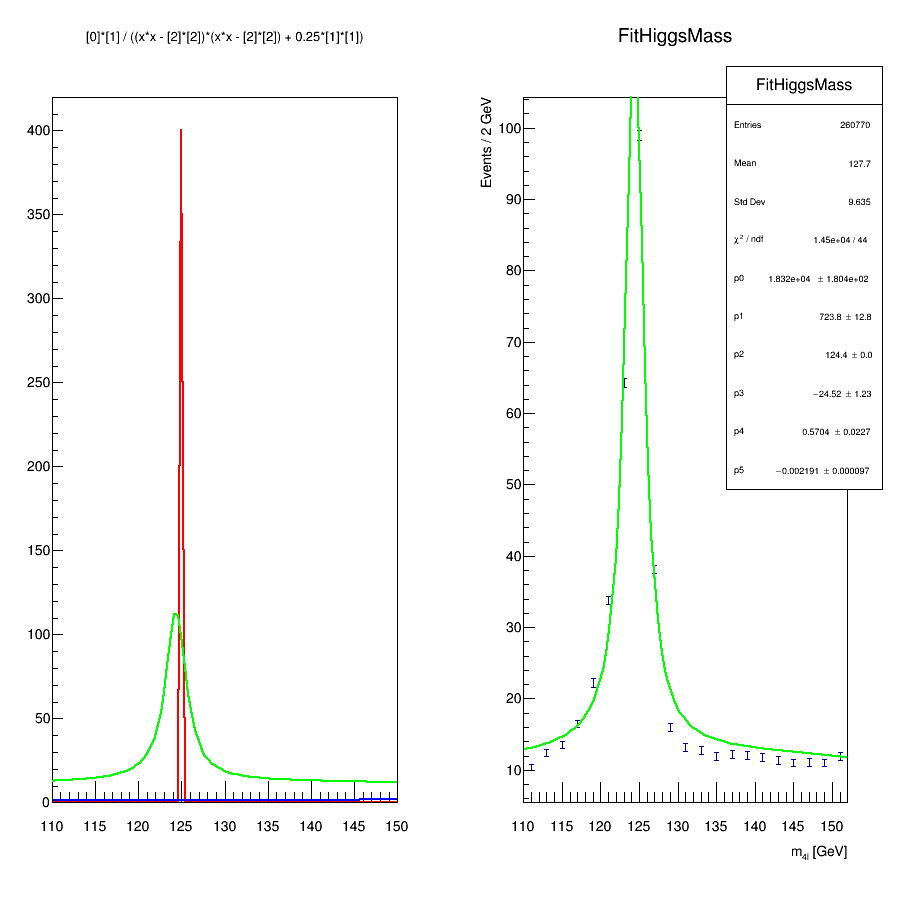 [0]*[1] / ((x*x - [2]*[2])*(x*x - [2]*[2]) + 0.25*[1]*[1])
400
350
300
250
200
150
100
50
0
110 115 120 125 130 135 140 145 150
FitHiggsMass
Events / 2 GeV
100
90
80
70
60
50
40
30
20
10
110 115 120 125 130 135 140 145 150
m4l [GeV]
FitHiggsMass
Entries 260770
Mean 127.7
Std Dev 9.635
χ² / ndf 1.45e+04 / 44
p0 1.832e+04 ± 1.804e+02
p1 723.8 ± 12.8
p2 124.4 ± 0.0
p3 −24.52 ± 1.23
p4 0.5704 ± 0.0227
p5 −0.002191 ± 0.000097